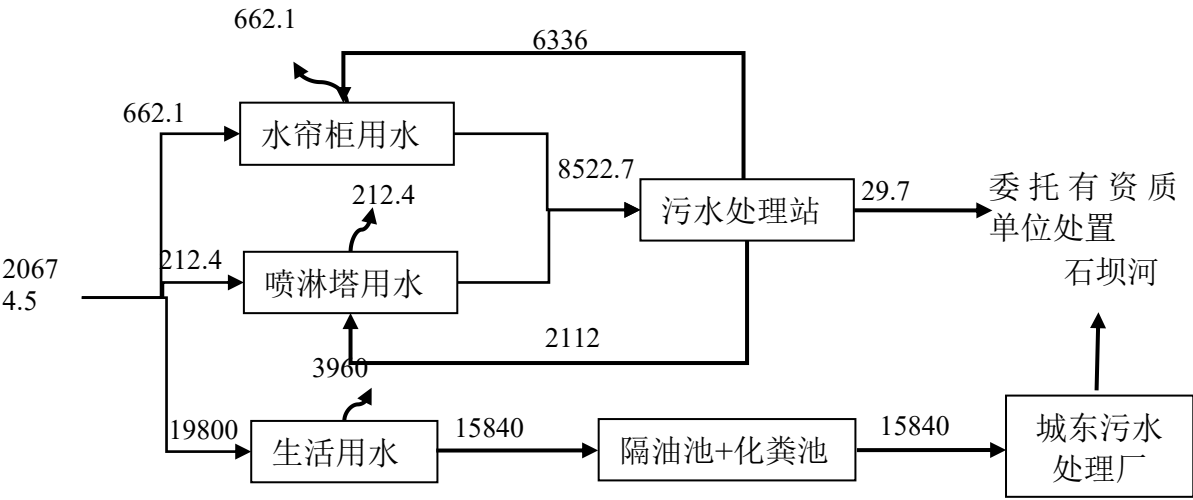 662.1
6336
662.1
水帘柜用水
8522.7
212.4
污水处理站
29.7
委托有资质
单位处置
2067
4.5
212.4
喷淋塔用水
石坝河
2112
3960
19800
生活用水
15840
隔油池+化粪池
15840
城东污水
处理厂